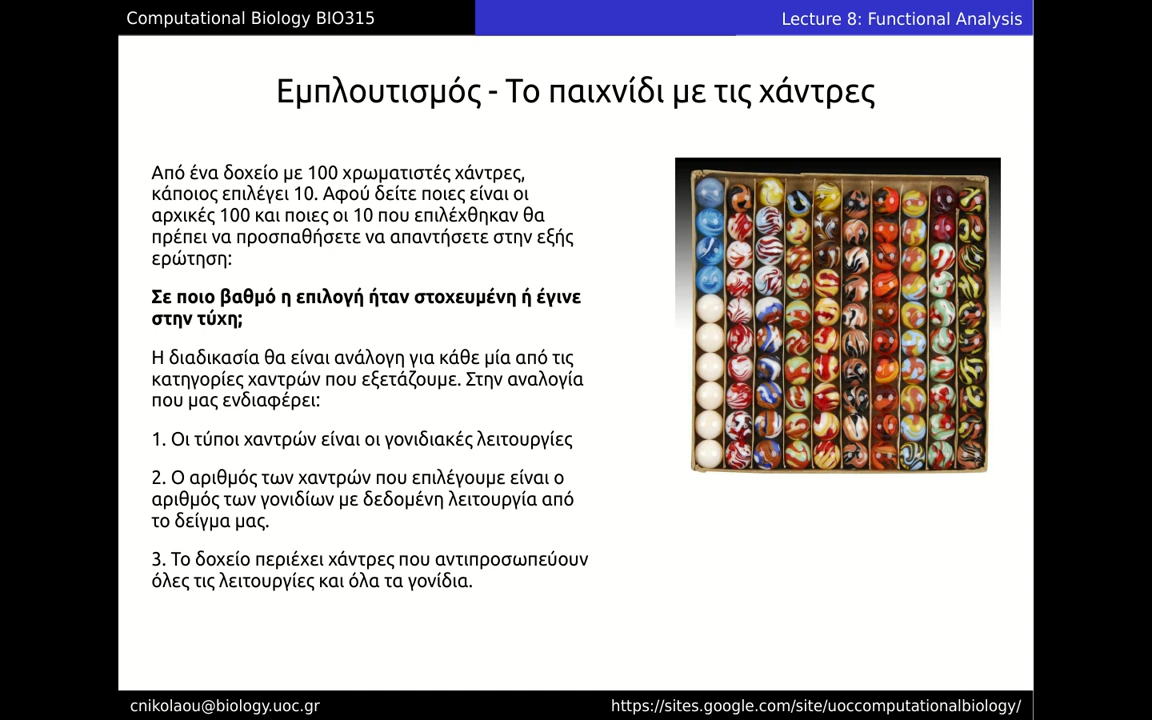 Computational Biology BIO315
Lecture 8: Functional Analysis
Εμπλουτισμός - Το παιχνίδι με τις χάντρες
Από ένα δοχείο με 100 χρωματιστές χάντρες,
κάποιος επιλέγει 10. Αφού δείτε ποιες είναι οι
αρχικές 100 και ποιες οι 10 που επιλέχθηκαν θα
πρέπει να προσπαθήσετε να απαντήσετε στην εξής
ερώτηση:
Σε ποιο βαθμό η επιλογή ήταν στοχευμένη ή έγινε
στην τύχη;
Η διαδικασία θα είναι ανάλογη για κάθε μία από τις
κατηγορίες χαντρών που εξετάζουμε. Στην αναλογία
που μας ενδιαφέρει:
1. Οι τύποι χαντρών είναι οι γονιδιακές λειτουργίες
2. Ο αριθμός των χαντρών που επιλέγουμε είναι ο
αριθμός των γονιδίων με δεδομένη λειτουργία από
το δείγμα μας.
3. Το δοχείο περιέχει χάντρες που αντιπροσωπεύουν
όλες τις λειτουργίες και όλα τα γονίδια.
cnikolaou@biology.uoc.gr
https://sites.google.com/site/uoccomputationalbiology/